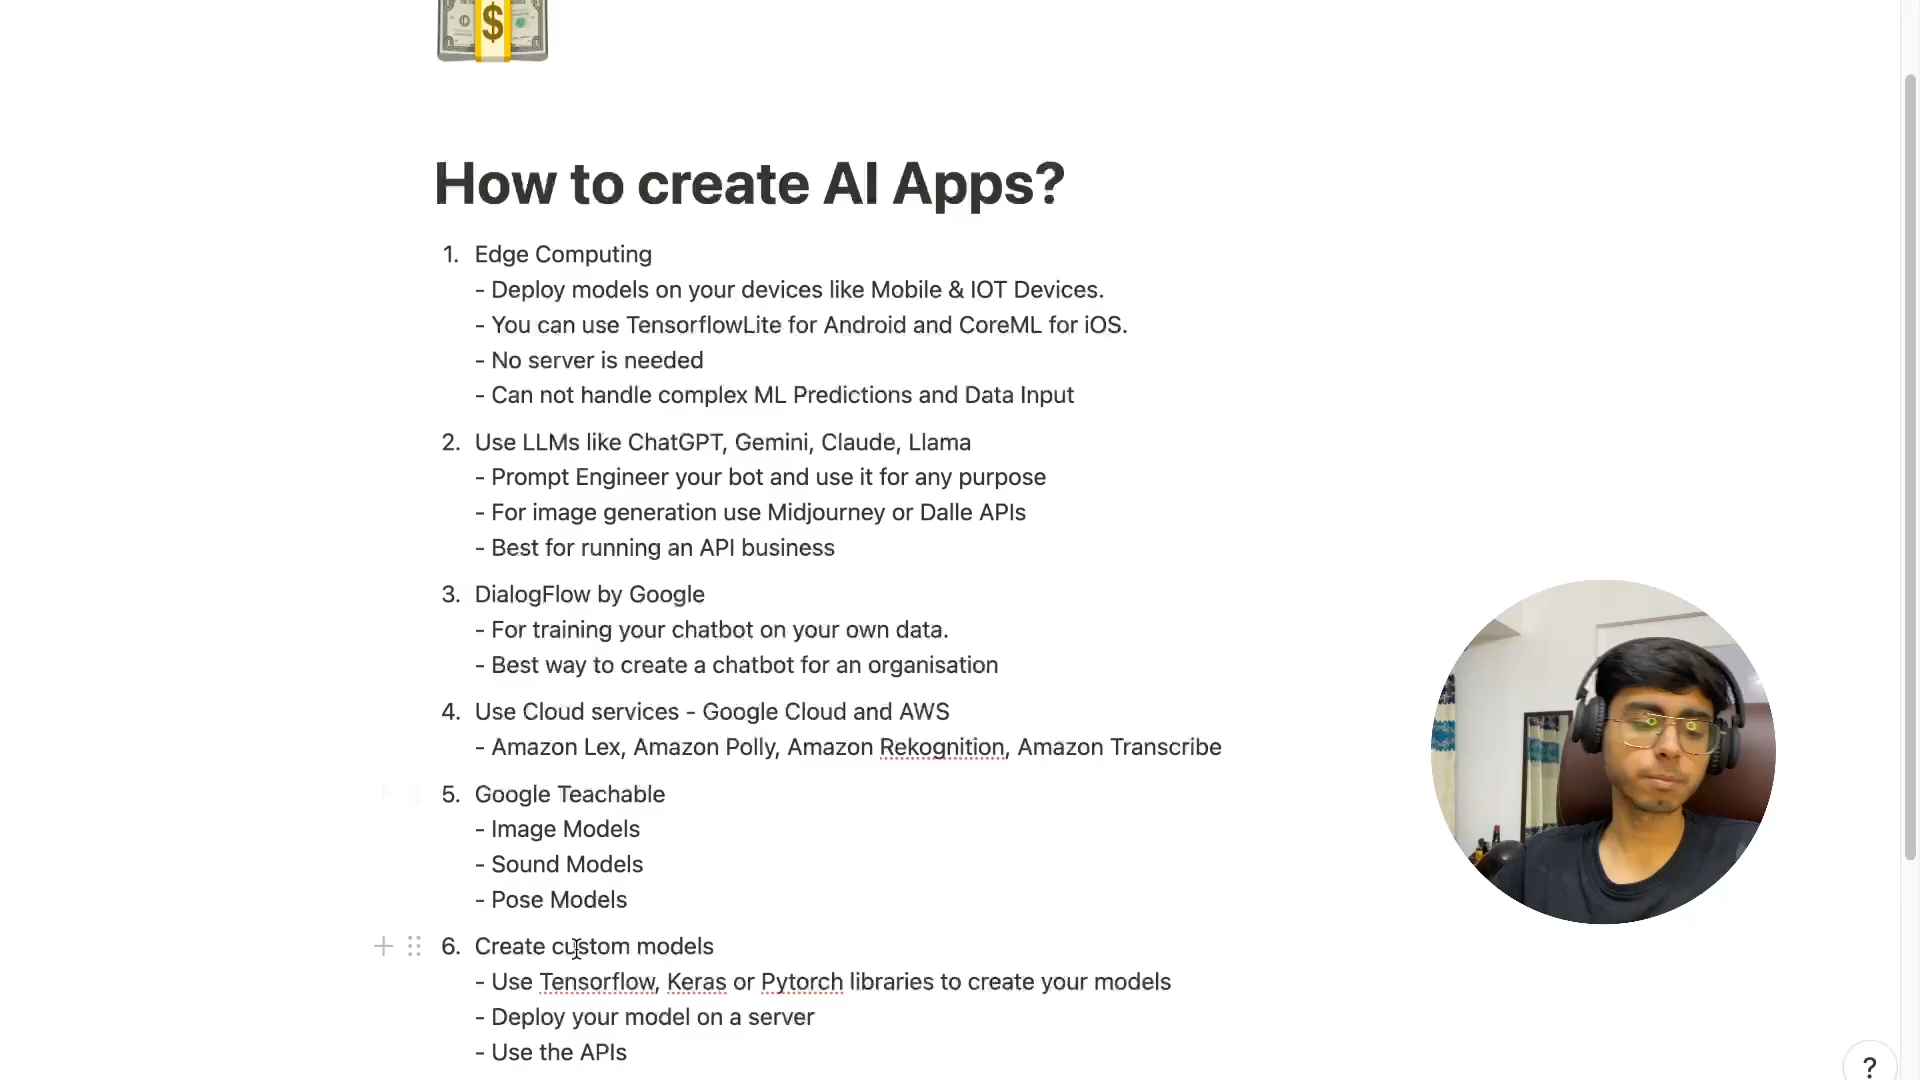 $
How to create AI Apps?
1. Edge Computing
- Deploy models on your devices like Mobile & IOT Devices.
- You can use TensorflowLite for Android and CoreML for iOS.
- No server is needed
- Can not handle complex ML Predictions and Data Input
2. Use LLMs like ChatGPT, Gemini, Claude, Llama
- Prompt Engineer your bot and use it for any purpose
- For image generation use Midjourney or Dalle APIs
- Best for running an API business
3. DialogFlow by Google
- For training your chatbot on your own data.
- Best way to create a chatbot for an organisation
4. Use Cloud services - Google Cloud and AWS
- Amazon Lex, Amazon Polly, Amazon Rekognition, Amazon Transcribe
5. Google Teachable
- Image Models
- Sound Models
- Pose Models
6. Create custom models
- Use Tensorflow, Keras or Pytorch libraries to create your models
- Deploy your model on a server
- Use the APIs
?